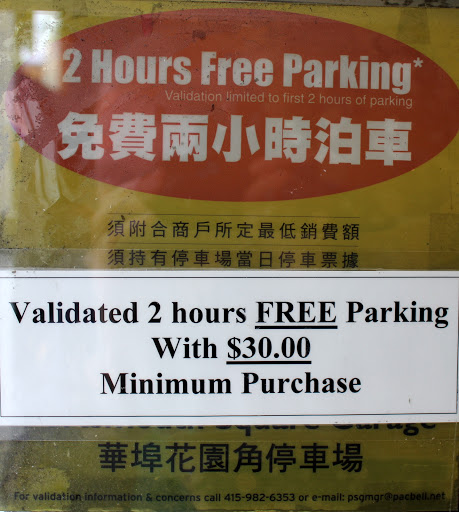 2 Hours Free Parking*
Validation limited to first 2 hours of parking
免費兩小時泊車
須附合商戶所定最低銷費額
須持有停車場當日停車票據
Validated 2 hours FREE Parking
With $30.00
Minimum Purchase
Square Garage
華埠花園角停車場
For validation information & concerns call 415-982-6353 or e-mail: psgmgr@pacbell.net